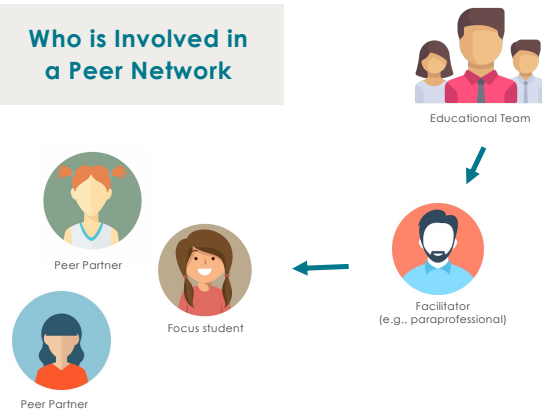 Who is Involved in
a Peer Network
Educational Team
Peer Partner
Focus student
Facilitator
(e.g., paraprofessional)
Peer Partner